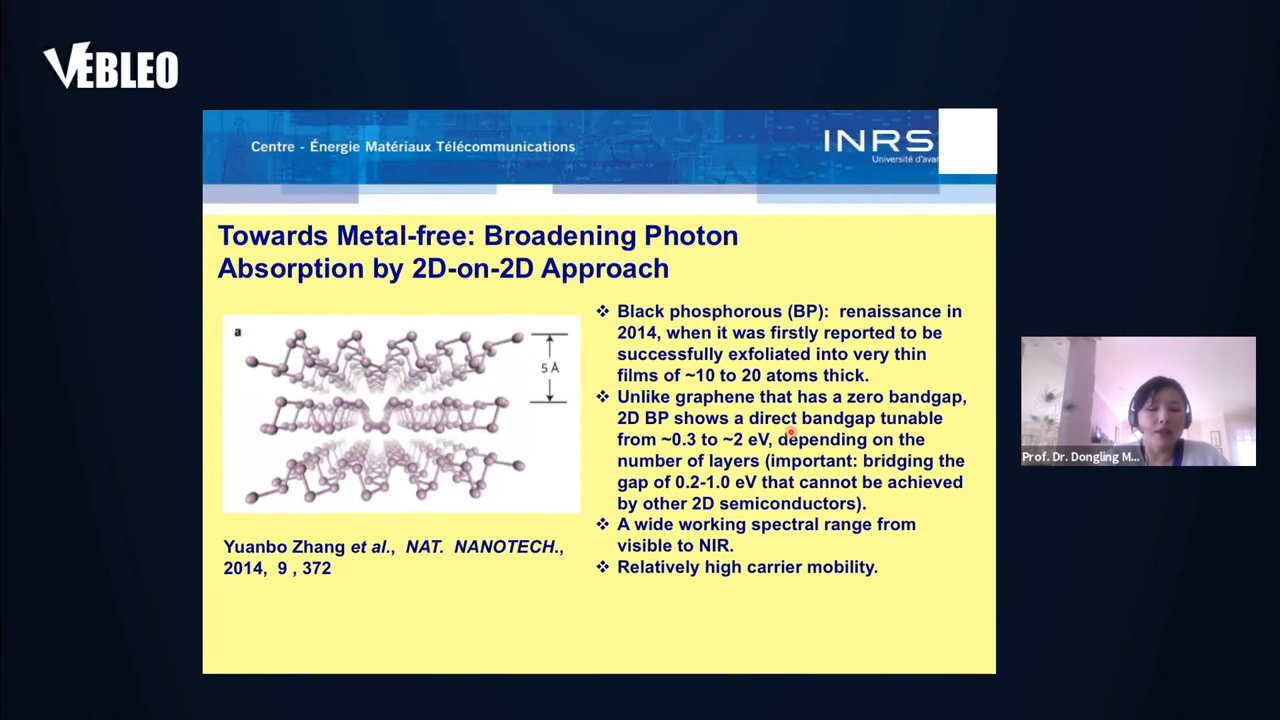 VEBLEO
Centre - Énergie Matériaux Télécommunications
INRS
Université d'avan
Towards Metal-free: Broadening Photon
Absorption by 2D-on-2D Approach
a
5 Å
Yuanbo Zhang et al., NAT. NANOTECH.,
2014, 9 , 372
❖ Black phosphorous (BP): renaissance in
2014, when it was firstly reported to be
successfully exfoliated into very thin
films of ~10 to 20 atoms thick.
❖ Unlike graphene that has a zero bandgap,
2D BP shows a direct bandgap tunable
from ~0.3 to ~2 eV, depending on the
number of layers (important: bridging the
gap of 0.2-1.0 eV that cannot be achieved
by other 2D semiconductors).
❖ A wide working spectral range from
visible to NIR.
❖ Relatively high carrier mobility.
Prof. Dr. Dongling M...